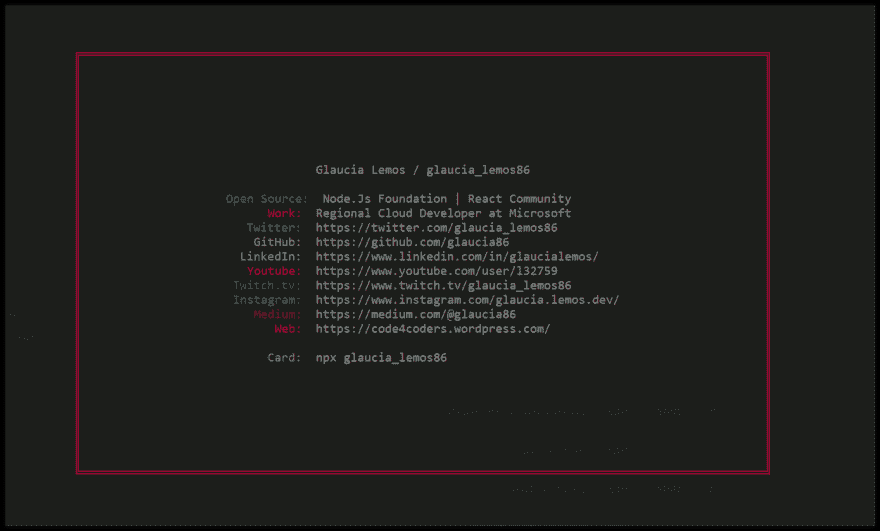 Glaucia Lemos / glaucia_lemos86
Open Source: Node.Js Foundation | React Community
Work: Regional Cloud Developer at Microsoft
Twitter: https://twitter.com/glaucia_lemos86
GitHub: https://github.com/glaucia86
LinkedIn: https://www.linkedin.com/in/glaucialemos/
Youtube: https://www.youtube.com/user/l32759
Twitch.tv: https://www.twitch.tv/glaucia_lemos86
Instagram: https://www.instagram.com/glaucia.lemos.dev/
Medium: https://medium.com/@glaucia86
Web: https://code4coders.wordpress.com/
Card: npx glaucia_lemos86